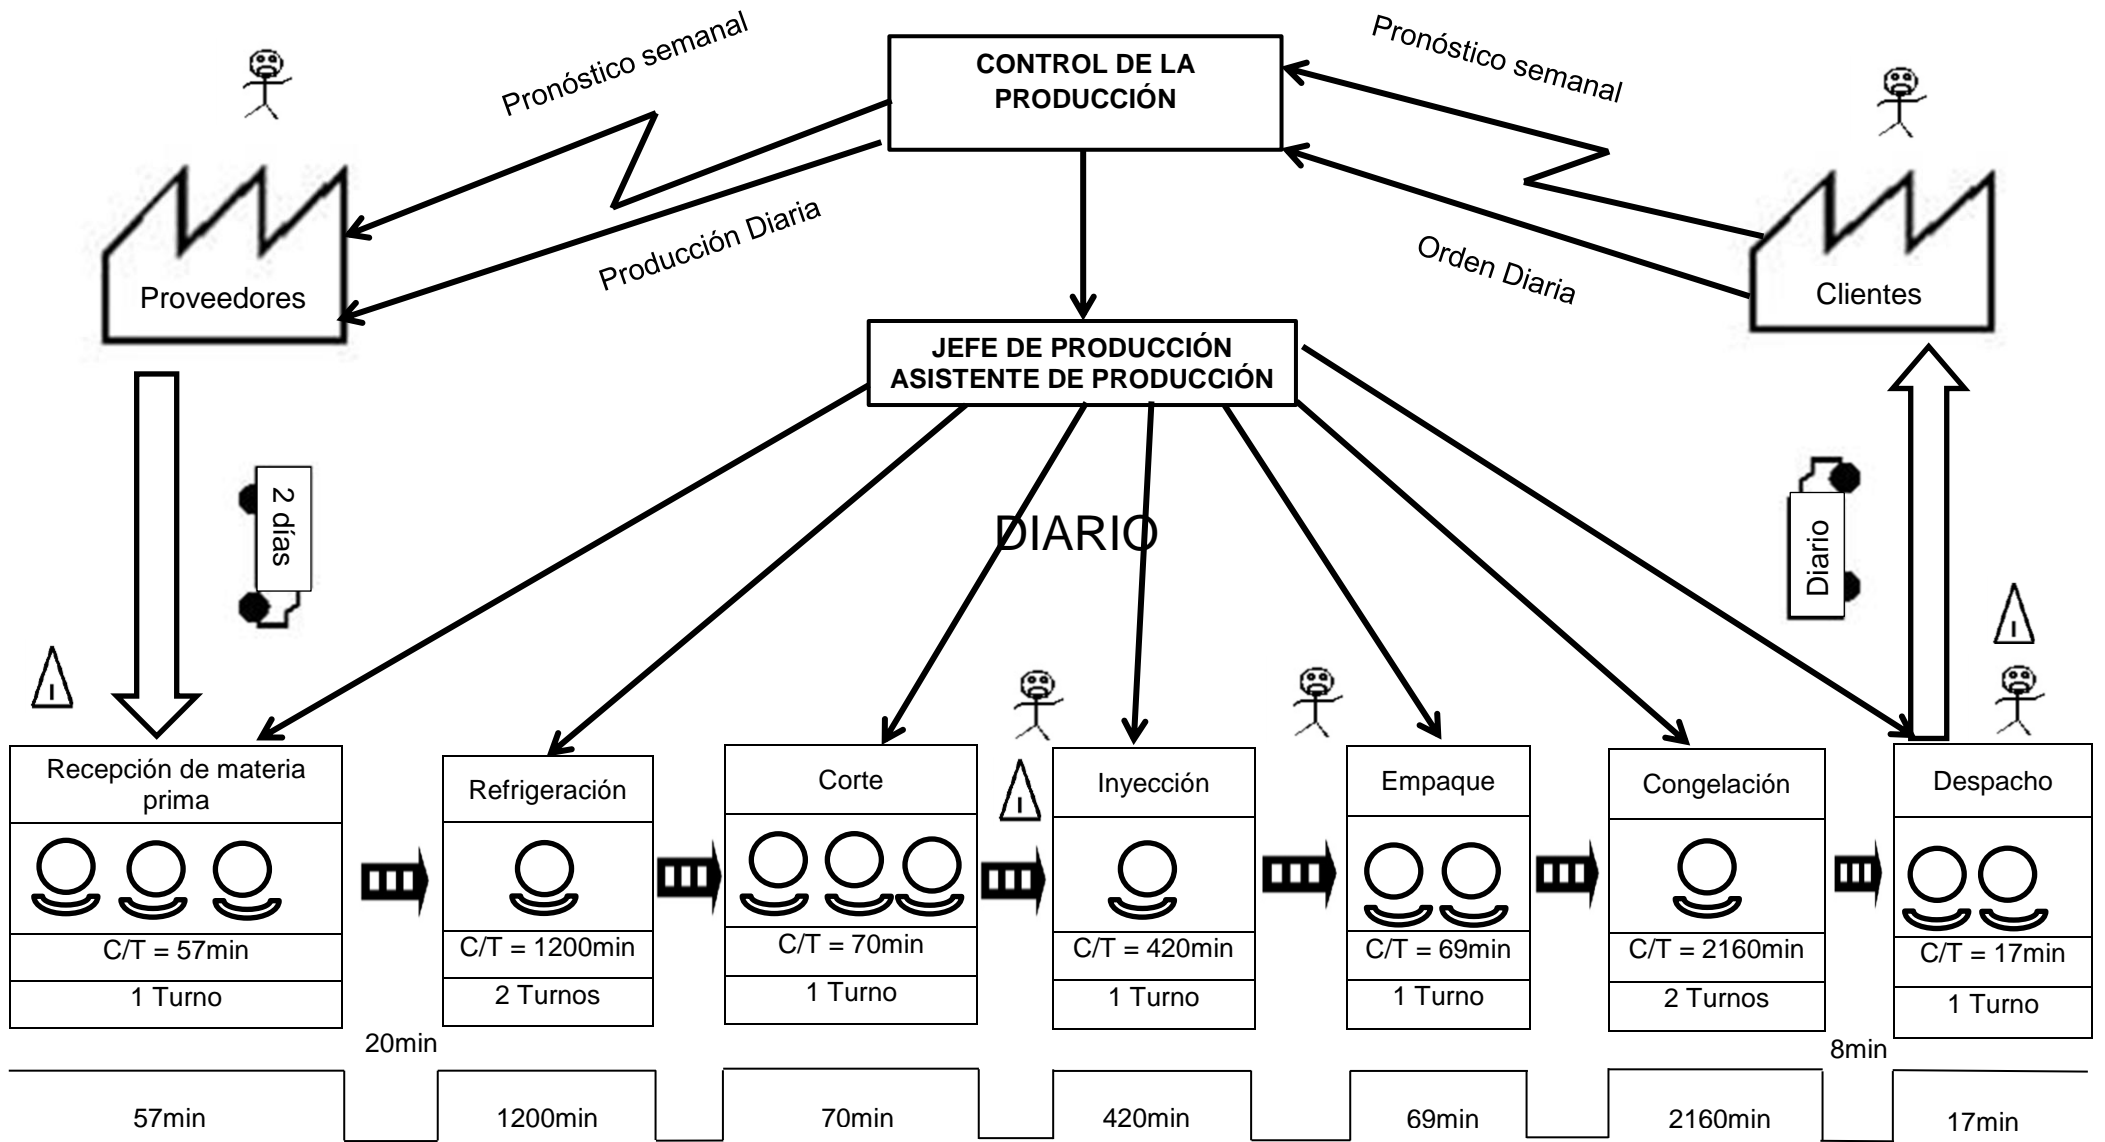 Pronóstico semanal
CONTROL DE LA
PRODUCCIÓN
Pronóstico semanal
Producción Diaria
Orden Diaria
Proveedores
Clientes
JEFE DE PRODUCCIÓN
ASISTENTE DE PRODUCCIÓN
2 días
DIARIO
Diario
I
I
I
Recepción de materia
prima
C/T = 57min
1 Turno
Refrigeración
C/T = 1200min
2 Turnos
Corte
C/T = 70min
1 Turno
Inyección
C/T = 420min
1 Turno
Empaque
C/T = 69min
1 Turno
Congelación
C/T = 2160min
2 Turnos
Despacho
C/T = 17min
1 Turno
20min
8min
57min
1200min
70min
420min
69min
2160min
17min